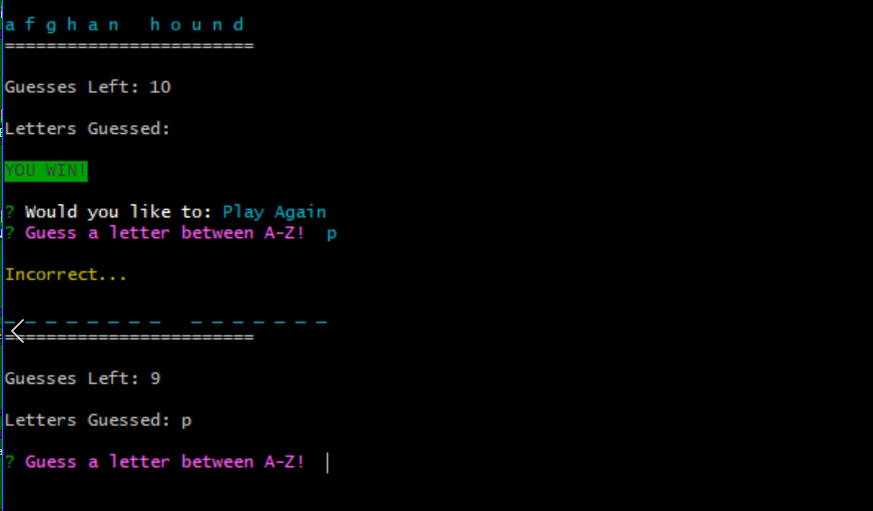 a f g h a n   h o u n d
========================
Guesses Left: 10
Letters Guessed:
YOU WIN!
? Would you like to: Play Again
? Guess a letter between A-Z!  p
Incorrect...
_ _ _ _ _ _ _ _   _ _ _ _ _ _ _
========================
Guesses Left: 9
Letters Guessed: p
? Guess a letter between A-Z!